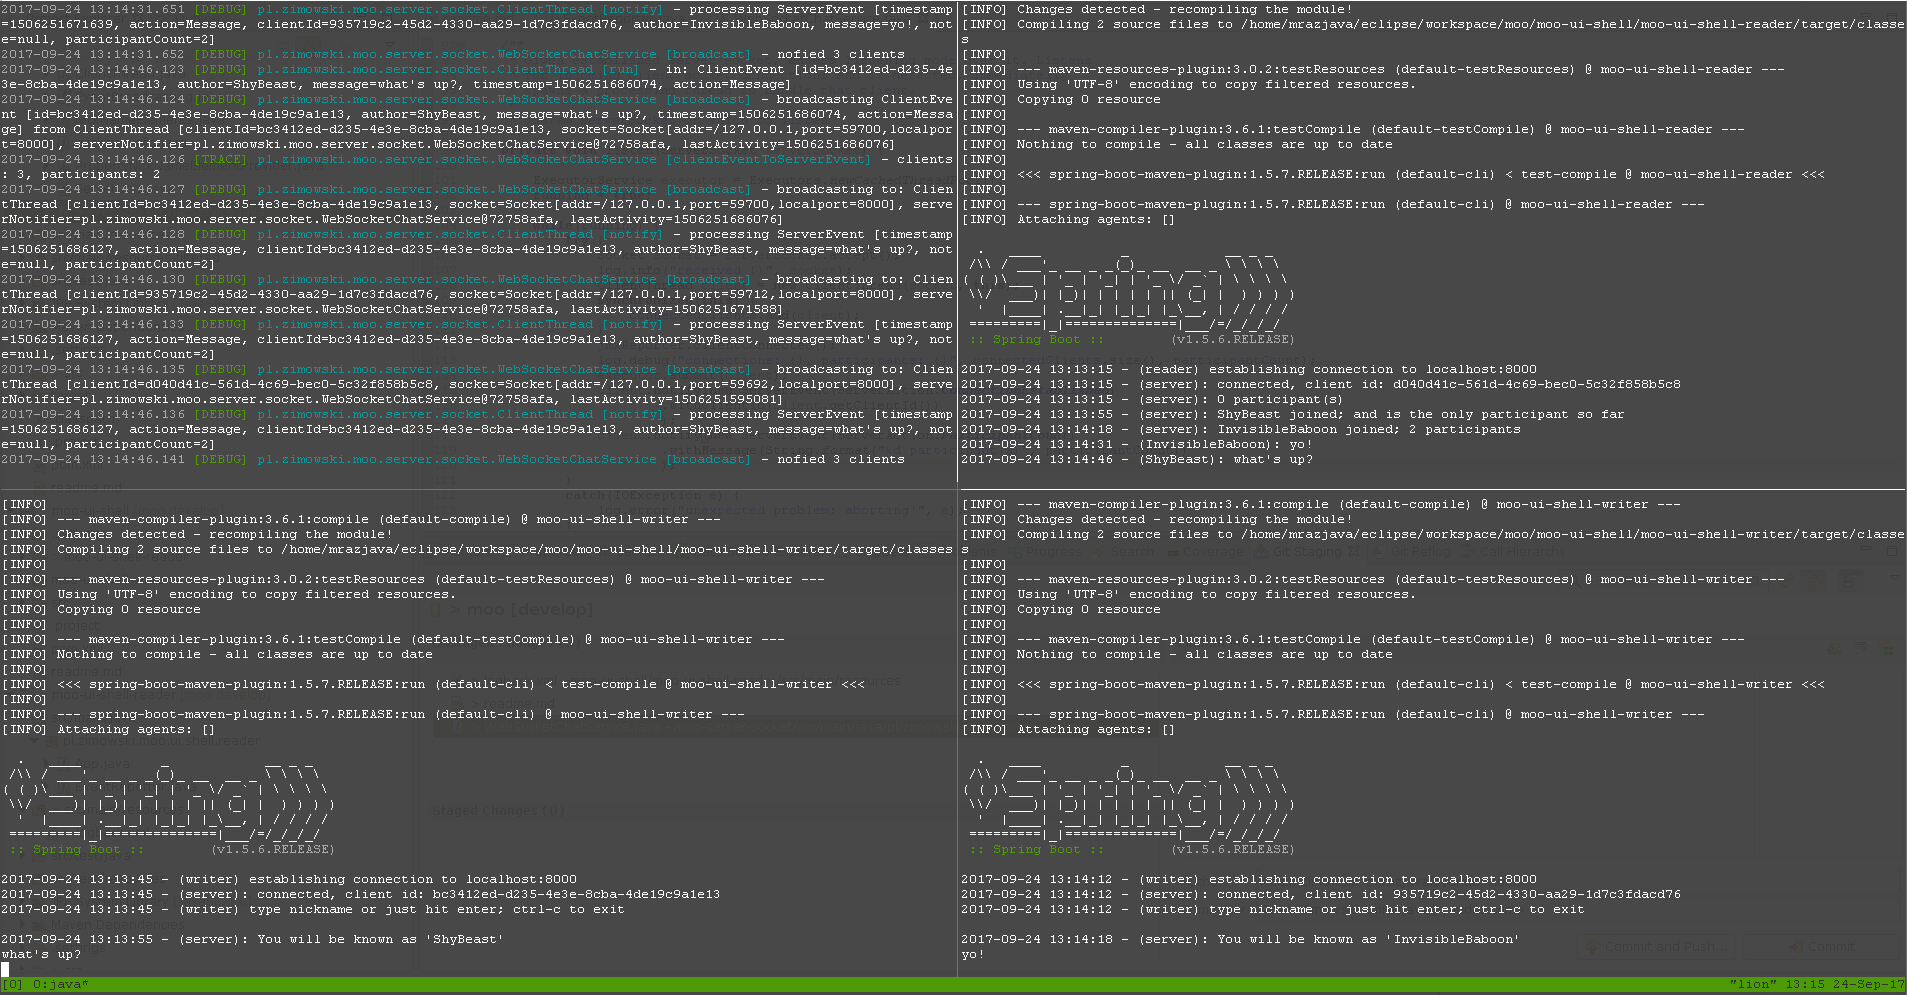 2017-09-24 13:14:31.651 [DEBUG] pl.zimowski.moo.server.socket.ClientThread [notify] - processing ServerEvent [timestamp
=1506251671639, action=Message, clientId=935719c2-45d2-4330-aa29-1d7c3fdacd76, author=InvisibleBaboon, message=yo!, not
e=null, participantCount=2]
2017-09-24 13:14:31.652 [DEBUG] pl.zimowski.moo.server.socket.WebSocketChatService [broadcast] - nofied 3 clients
2017-09-24 13:14:46.123 [DEBUG] pl.zimowski.moo.server.socket.ClientThread [run] - in: ClientEvent [id=bc3412ed-d235-4e
3e-8cba-4de19c9a1e13, author=ShyBeast, message=what's up?, timestamp=1506251686074, action=Message]
2017-09-24 13:14:46.124 [DEBUG] pl.zimowski.moo.server.socket.WebSocketChatService [broadcast] - broadcasting ClientEve
nt [id=bc3412ed-d235-4e3e-8cba-4de19c9a1e13, author=ShyBeast, message=what's up?, timestamp=1506251686074, action=Messa
ge] from ClientThread [clientId=bc3412ed-d235-4e3e-8cba-4de19c9a1e13, socket=Socket[addr=/127.0.0.1,port=59700,localpor
t=8000], serverNotifier=pl.zimowski.moo.server.socket.WebSocketChatService@72758afa, lastActivity=1506251686076]
2017-09-24 13:14:46.126 [TRACE] pl.zimowski.moo.server.socket.WebSocketChatService [clientEventToServerEvent] - clients
: 3, participants: 2
2017-09-24 13:14:46.127 [DEBUG] pl.zimowski.moo.server.socket.WebSocketChatService [broadcast] - broadcasting to: Clien
tThread [clientId=bc3412ed-d235-4e3e-8cba-4de19c9a1e13, socket=Socket[addr=/127.0.0.1,port=59700,localport=8000], serve
rNotifier=pl.zimowski.moo.server.socket.WebSocketChatService@72758afa, lastActivity=1506251686076]
2017-09-24 13:14:46.128 [DEBUG] pl.zimowski.moo.server.socket.ClientThread [notify] - processing ServerEvent [timestamp
=1506251686127, action=Message, clientId=bc3412ed-d235-4e3e-8cba-4de19c9a1e13, author=ShyBeast, message=what's up?, not
e=null, participantCount=2]
2017-09-24 13:14:46.130 [DEBUG] pl.zimowski.moo.server.socket.WebSocketChatService [broadcast] - broadcasting to: Clien
tThread [clientId=935719c2-45d2-4330-aa29-1d7c3fdacd76, socket=Socket[addr=/127.0.0.1,port=59712,localport=8000], serve
rNotifier=pl.zimowski.moo.server.socket.WebSocketChatService@72758afa, lastActivity=1506251671588]
2017-09-24 13:14:46.133 [DEBUG] pl.zimowski.moo.server.socket.ClientThread [notify] - processing ServerEvent [timestamp
=1506251686127, action=Message, clientId=bc3412ed-d235-4e3e-8cba-4de19c9a1e13, author=ShyBeast, message=what's up?, not
e=null, participantCount=2]
2017-09-24 13:14:46.135 [DEBUG] pl.zimowski.moo.server.socket.WebSocketChatService [broadcast] - broadcasting to: Clien
tThread [clientId=d040d41c-561d-4c69-bec0-5c32f858b5c8, socket=Socket[addr=/127.0.0.1,port=59692,localport=8000], serve
rNotifier=pl.zimowski.moo.server.socket.WebSocketChatService@72758afa, lastActivity=1506251595081]
2017-09-24 13:14:46.136 [DEBUG] pl.zimowski.moo.server.socket.ClientThread [notify] - processing ServerEvent [timestamp
=1506251686127, action=Message, clientId=bc3412ed-d235-4e3e-8cba-4de19c9a1e13, author=ShyBeast, message=what's up?, not
e=null, participantCount=2]
2017-09-24 13:14:46.141 [DEBUG] pl.zimowski.moo.server.socket.WebSocketChatService [broadcast] - nofied 3 clients
[INFO] Changes detected - recompiling the module!
[INFO] Compiling 2 source files to /home/mrazjava/eclipse/workspace/moo/moo-ui-shell/moo-ui-shell-reader/target/classe
s
[INFO]
[INFO] --- maven-resources-plugin:3.0.2:testResources (default-testResources) @ moo-ui-shell-reader ---
[INFO] Using 'UTF-8' encoding to copy filtered resources.
[INFO] Copying 0 resource
[INFO]
[INFO] --- maven-compiler-plugin:3.6.1:testCompile (default-testCompile) @ moo-ui-shell-reader ---
[INFO] Nothing to compile - all classes are up to date
[INFO]
[INFO] <<< spring-boot-maven-plugin:1.5.7.RELEASE:run (default-cli) < test-compile @ moo-ui-shell-reader <<<
[INFO]
[INFO] --- spring-boot-maven-plugin:1.5.7.RELEASE:run (default-cli) @ moo-ui-shell-reader ---
[INFO] Attaching agents: []
Spring
:: Spring Boot :: (v1.5.6.RELEASE)
2017-09-24 13:13:15 - (reader) establishing connection to localhost:8000
2017-09-24 13:13:15 - (server): connected, client id: d040d41c-561d-4c69-bec0-5c32f858b5c8
2017-09-24 13:13:15 - (server): 0 participant(s)
2017-09-24 13:13:55 - (server): ShyBeast joined; and is the only participant so far
2017-09-24 13:14:18 - (server): InvisibleBaboon joined; 2 participants
2017-09-24 13:14:31 - (InvisibleBaboon): yo!
2017-09-24 13:14:46 - (ShyBeast): what's up?
[INFO]
[INFO] --- maven-compiler-plugin:3.6.1:compile (default-compile) @ moo-ui-shell-writer ---
[INFO] Changes detected - recompiling the module!
[INFO] Compiling 2 source files to /home/mrazjava/eclipse/workspace/moo/moo-ui-shell/moo-ui-shell-writer/target/classes
[INFO]
[INFO] --- maven-resources-plugin:3.0.2:testResources (default-testResources) @ moo-ui-shell-writer ---
[INFO] Using 'UTF-8' encoding to copy filtered resources.
[INFO] Copying 0 resource
[INFO]
[INFO] --- maven-compiler-plugin:3.6.1:testCompile (default-testCompile) @ moo-ui-shell-writer ---
[INFO] Nothing to compile - all classes are up to date
[INFO]
[INFO] <<< spring-boot-maven-plugin:1.5.7.RELEASE:run (default-cli) < test-compile @ moo-ui-shell-writer <<<
[INFO]
[INFO] --- spring-boot-maven-plugin:1.5.7.RELEASE:run (default-cli) @ moo-ui-shell-writer ---
[INFO] Attaching agents: []
Spring
:: Spring Boot :: (v1.5.6.RELEASE)
2017-09-24 13:13:45 - (writer) establishing connection to localhost:8000
2017-09-24 13:13:45 - (server): connected, client id: bc3412ed-d235-4e3e-8cba-4de19c9a1e13
2017-09-24 13:13:45 - (writer) type nickname or just hit enter; ctrl-c to exit
2017-09-24 13:13:55 - (server): You will be known as 'ShyBeast'
what's up?
[INFO] --- maven-compiler-plugin:3.6.1:compile (default-compile) @ moo-ui-shell-writer ---
[INFO] Changes detected - recompiling the module!
[INFO] Compiling 2 source files to /home/mrazjava/eclipse/workspace/moo/moo-ui-shell/moo-ui-shell-writer/target/classe
s
[INFO]
[INFO] --- maven-resources-plugin:3.0.2:testResources (default-testResources) @ moo-ui-shell-writer ---
[INFO] Using 'UTF-8' encoding to copy filtered resources.
[INFO] Copying 0 resource
[INFO]
[INFO] --- maven-compiler-plugin:3.6.1:testCompile (default-testCompile) @ moo-ui-shell-writer ---
[INFO] Nothing to compile - all classes are up to date
[INFO]
[INFO] <<< spring-boot-maven-plugin:1.5.7.RELEASE:run (default-cli) < test-compile @ moo-ui-shell-writer <<<
[INFO]
[INFO] --- spring-boot-maven-plugin:1.5.7.RELEASE:run (default-cli) @ moo-ui-shell-writer ---
[INFO] Attaching agents: []
Spring
:: Spring Boot :: (v1.5.6.RELEASE)
2017-09-24 13:14:12 - (writer) establishing connection to localhost:8000
2017-09-24 13:14:12 - (server): connected, client id: 935719c2-45d2-4330-aa29-1d7c3fdacd76
2017-09-24 13:14:12 - (writer) type nickname or just hit enter; ctrl-c to exit
2017-09-24 13:14:18 - (server): You will be known as 'InvisibleBaboon'
yo!
[0] 0:java*
"lion" 13:15 24-Sep-17